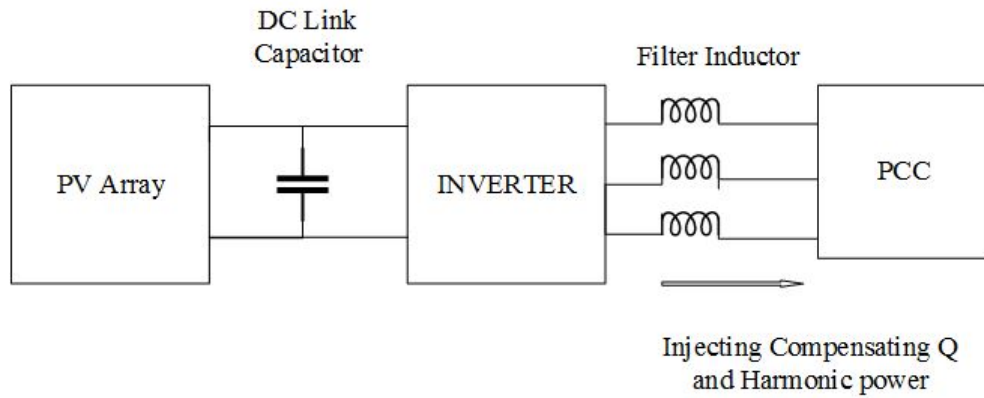 DC Link
Capacitor
Filter Inductor
PV Array
INVERTER
PCC
Injecting Compensating Q
and Harmonic power